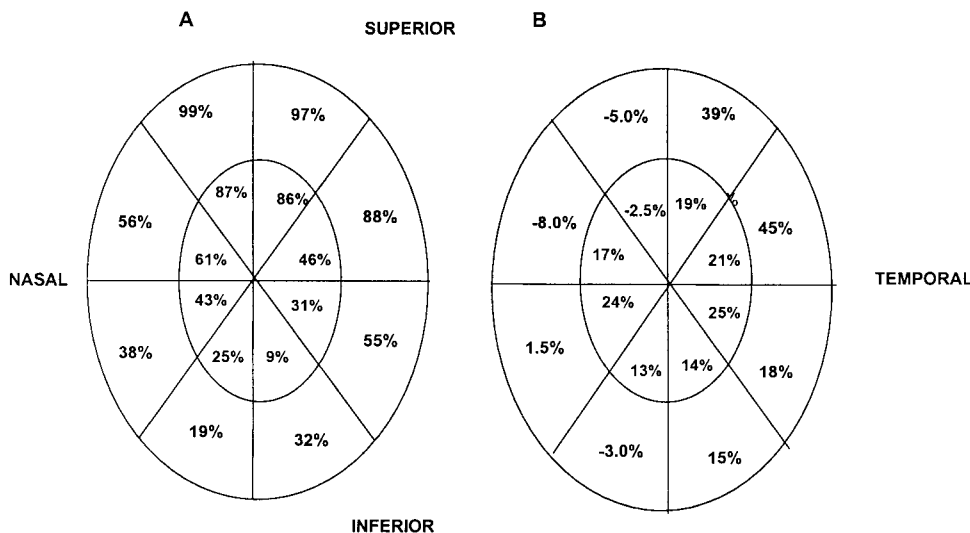 A
SUPERIOR
B
99% 97%
87% 86%
56% 88%
61% 46%
NASAL
43% 31%
38% 55%
25% 9%
19% 32%
-5.0% 39%
-2.5% 19% %
-8.0% 45%
17% 21%
TEMPORAL
24% 25%
1.5% 18%
13% 14%
-3.0% 15%
INFERIOR